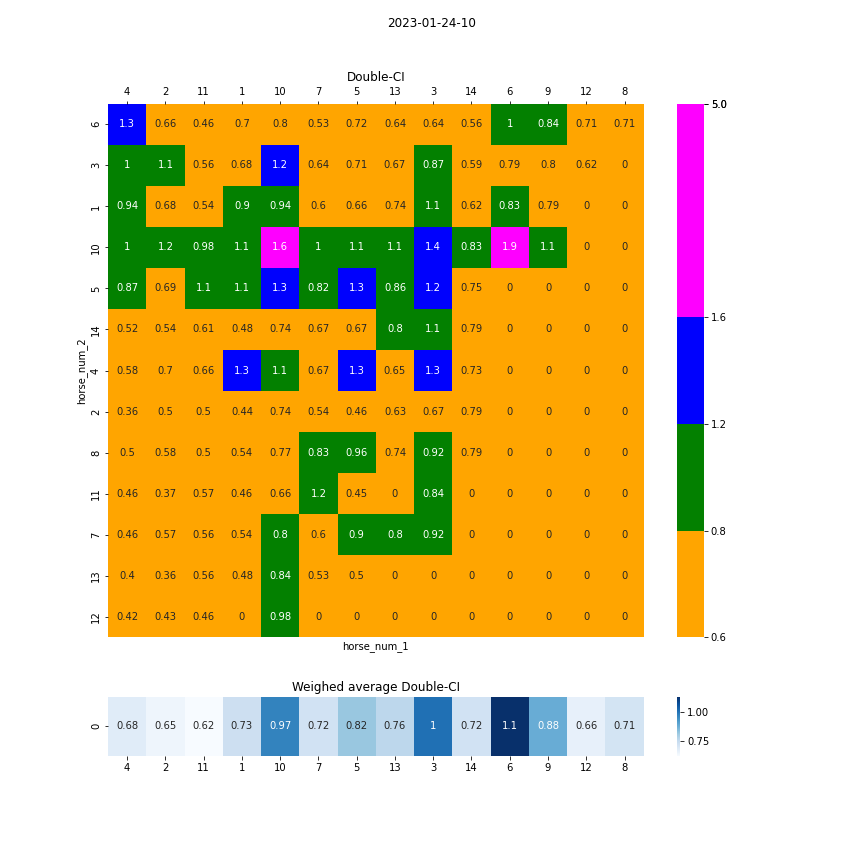 2023-01-24-10
Double-CI
4 2 11 1 10 7 5 13 3 14 6 9 12 8
6 1.3 0.66 0.46 0.7 0.8 0.53 0.72 0.64 0.64 0.56 1 0.84 0.71 0.71
3 1 1.1 0.56 0.68 1.2 0.64 0.71 0.67 0.87 0.59 0.79 0.8 0.62 0
1 0.94 0.68 0.54 0.9 0.94 0.6 0.66 0.74 1.1 0.62 0.83 0.79 0 0
10 1 1.2 0.98 1.1 1.6 1 1.1 1.1 1.4 0.83 1.9 1.1 0 0
5 0.87 0.69 1.1 1.1 1.3 0.82 1.3 0.86 1.2 0.75 0 0 0 0
14 0.52 0.54 0.61 0.48 0.74 0.67 0.67 0.8 1.1 0.79 0 0 0 0
4 0.58 0.7 0.66 1.3 1.1 0.67 1.3 0.65 1.3 0.73 0 0 0 0
2 0.36 0.5 0.5 0.44 0.74 0.54 0.46 0.63 0.67 0.79 0 0 0 0
8 0.5 0.58 0.5 0.54 0.77 0.83 0.96 0.74 0.92 0.79 0 0 0 0
11 0.46 0.37 0.57 0.46 0.66 1.2 0.45 0 0.84 0 0 0 0 0
7 0.46 0.57 0.56 0.54 0.8 0.6 0.9 0.8 0.92 0 0 0 0 0
13 0.4 0.36 0.56 0.48 0.84 0.53 0.5 0 0 0 0 0 0 0
12 0.42 0.43 0.46 0 0.98 0 0 0 0 0 0 0 0 0
horse_num_2
horse_num_1
5.0
1.6
1.2
0.8
0.6
Weighed average Double-CI
0 0.68 0.65 0.62 0.73 0.97 0.72 0.82 0.76 1 0.72 1.1 0.88 0.66 0.71
4 2 11 1 10 7 5 13 3 14 6 9 12 8
1.00
0.75